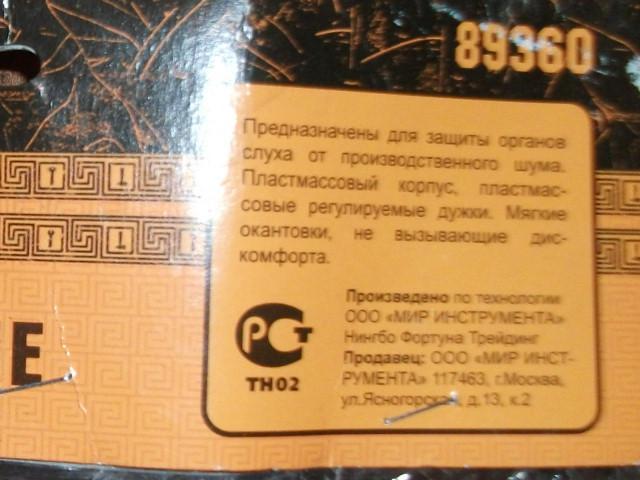 89360
Предназначены для защиты органов
слуха от производственного шума.
Пластмассовый корпус, пластмас-
совые регулируемые дужки. Мягкие
окантовки, не вызывающие дис-
комфорта.
Произведено по технологии
ООО «МИР ИНСТРУМЕНТА»
Нингбо Фортуна Трейдинг
Продавец: ООО «МИР ИНСТ-
РУМЕНТА» 117463, г.Москва,
ул.Ясногорская, д.13, к.2
РСТ
ТН02
Е